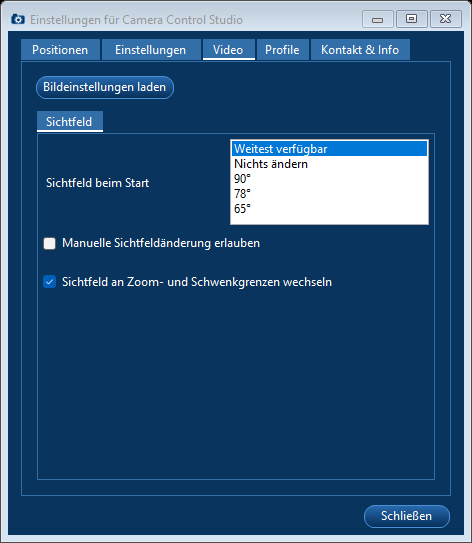 Einstellungen für Camera Control Studio
Positionen
Einstellungen
Video
Profile
Kontakt & Info
Bildeinstellungen laden
Sichtfeld
Sichtfeld beim Start
Weitest verfügbar
Nichts ändern
90°
78°
65°
Manuelle Sichtfeldänderung erlauben
Sichtfeld an Zoom- und Schwenkgrenzen wechseln
Schließen